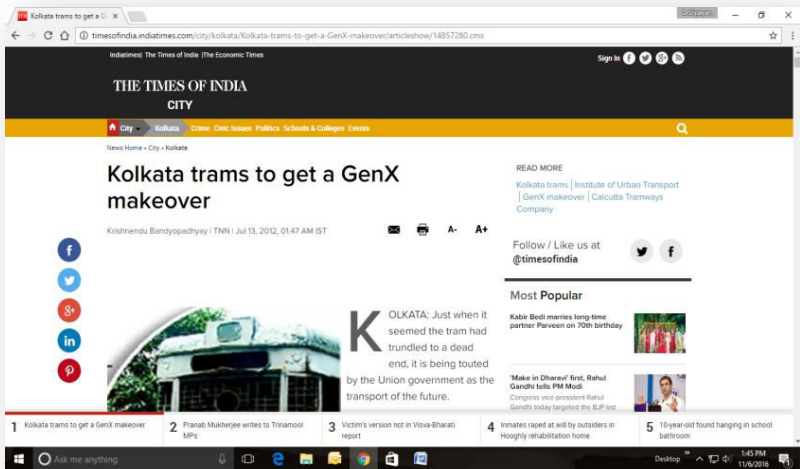 Kolkata trams to get a G
timesofindia.indiatimes.com/city/kolkata/Kolkata-trams-to-get-a-GenX-makeover/articleshow/14857280.cms
Indiatimes| The Times of India |The Economic Times
Sign In
THE TIMES OF INDIA
CITY
City Kolkata Crime Civic Issues Politics Schools & Colleges Events
News Home » City » Kolkata
Kolkata trams to get a GenX
makeover
Krishnendu Bandyopadhyay | TNN | Jul 13, 2012, 01.47 AM IST
A- A+
READ MORE
Kolkata trams | Institute of Urban Transport
| GenX makeover | Calcutta Tramways
Company
Follow / Like us at
@timesofindia
KOLKATA: Just when it
seemed the tram had
trundled to a dead
end, it is being touted
by the Union government as the
transport of the future.
Most Popular
Kabir Bedi marries long-time
partner Parveen on 70th birthday
'Make in Dharavi' first, Rahul
Gandhi tells PM Modi
Congress vice-president Rahul
Gandhi today targeted the BJP led
1 Kolkata trams to get a GenX makeover
2 Pranab Mukherjee writes to Trinamool
MPs
3 Victim's version not in Visva-Bharati
report
4 Inmates raped at will by outsiders in
Hooghly rehabilitation home
5 10-year-old found hanging in school
bathroom
Ask me anything
Desktop
1:45 PM
11/6/2016